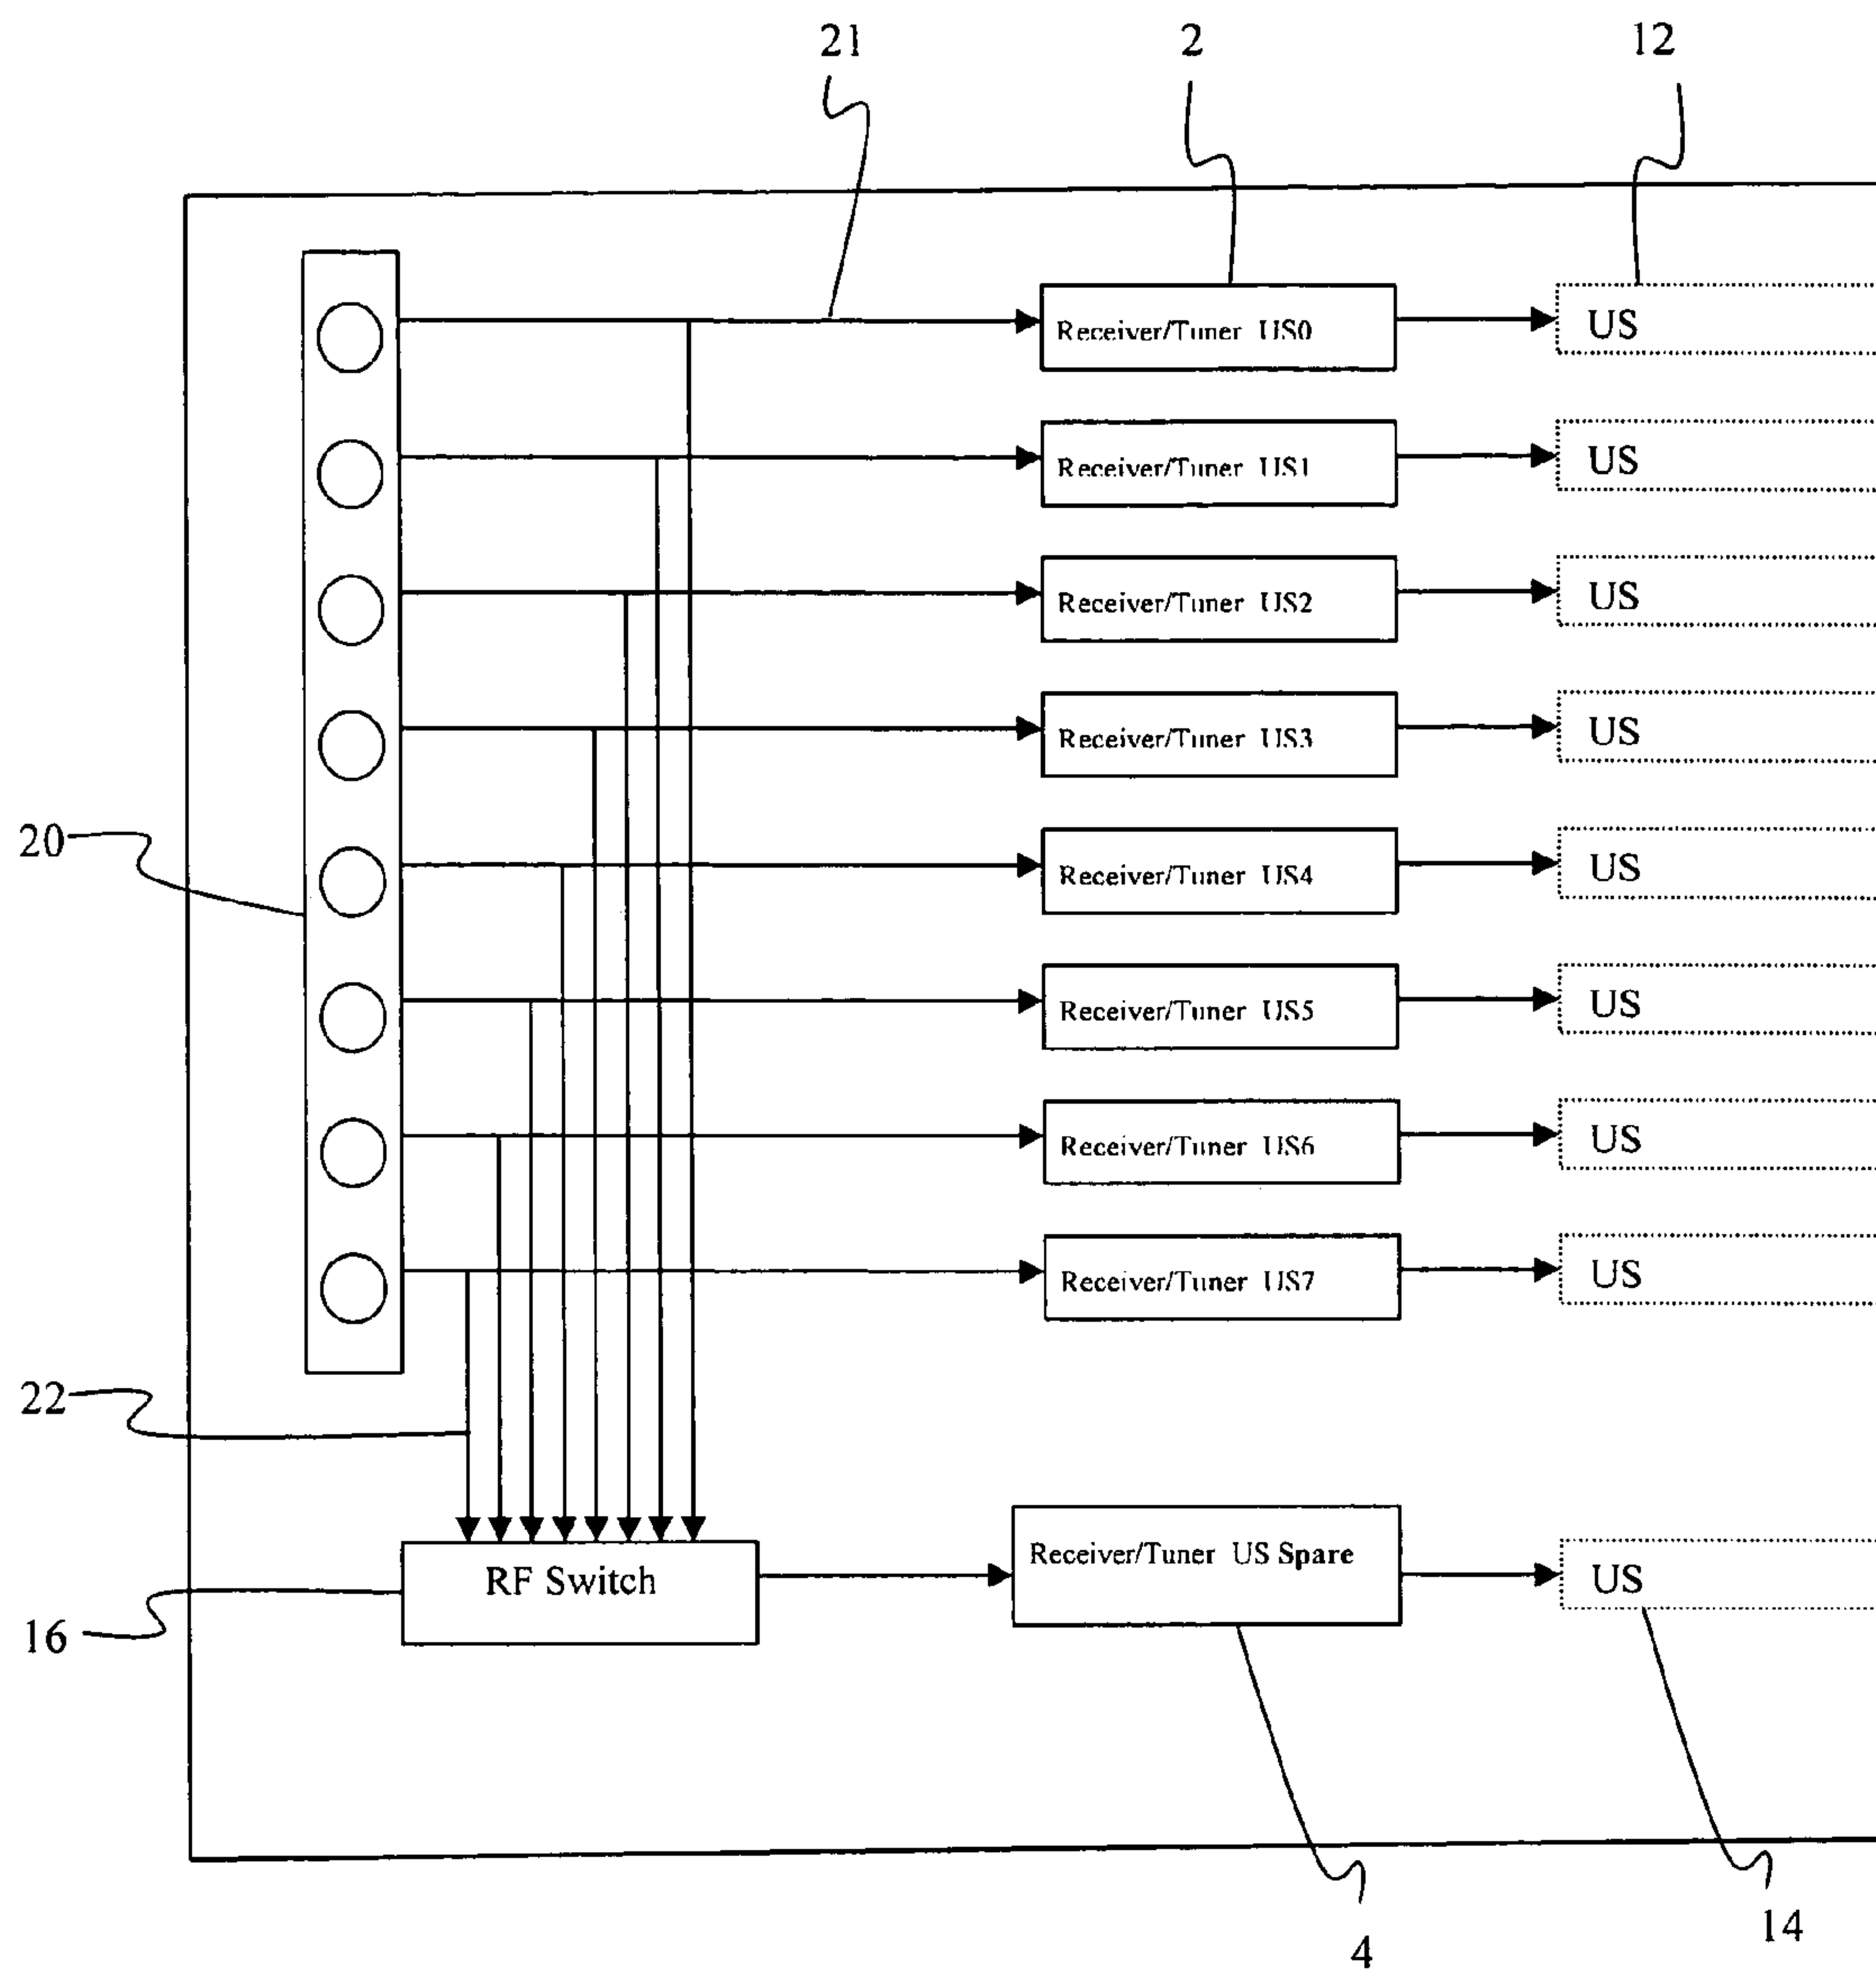 21 2 12
Receiver/Tuner US0 US
Receiver/Tuner US1 US
Receiver/Tuner US2 US
Receiver/Tuner US3 US
20
Receiver/Tuner US4 US
Receiver/Tuner US5 US
Receiver/Tuner US6 US
Receiver/Tuner US7 US
22
RF Switch
Receiver/Tuner US Spare
US
16
14
4